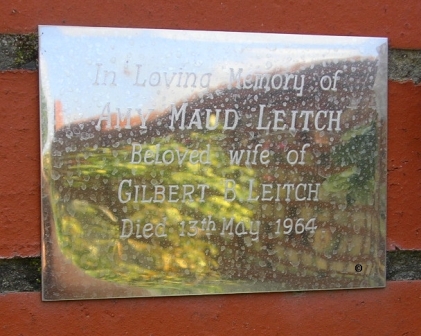 In Loving Memory of
AMY MAUD LEITCH
Beloved wife of
GILBERT B. LEITCH
Died 13th May 1964